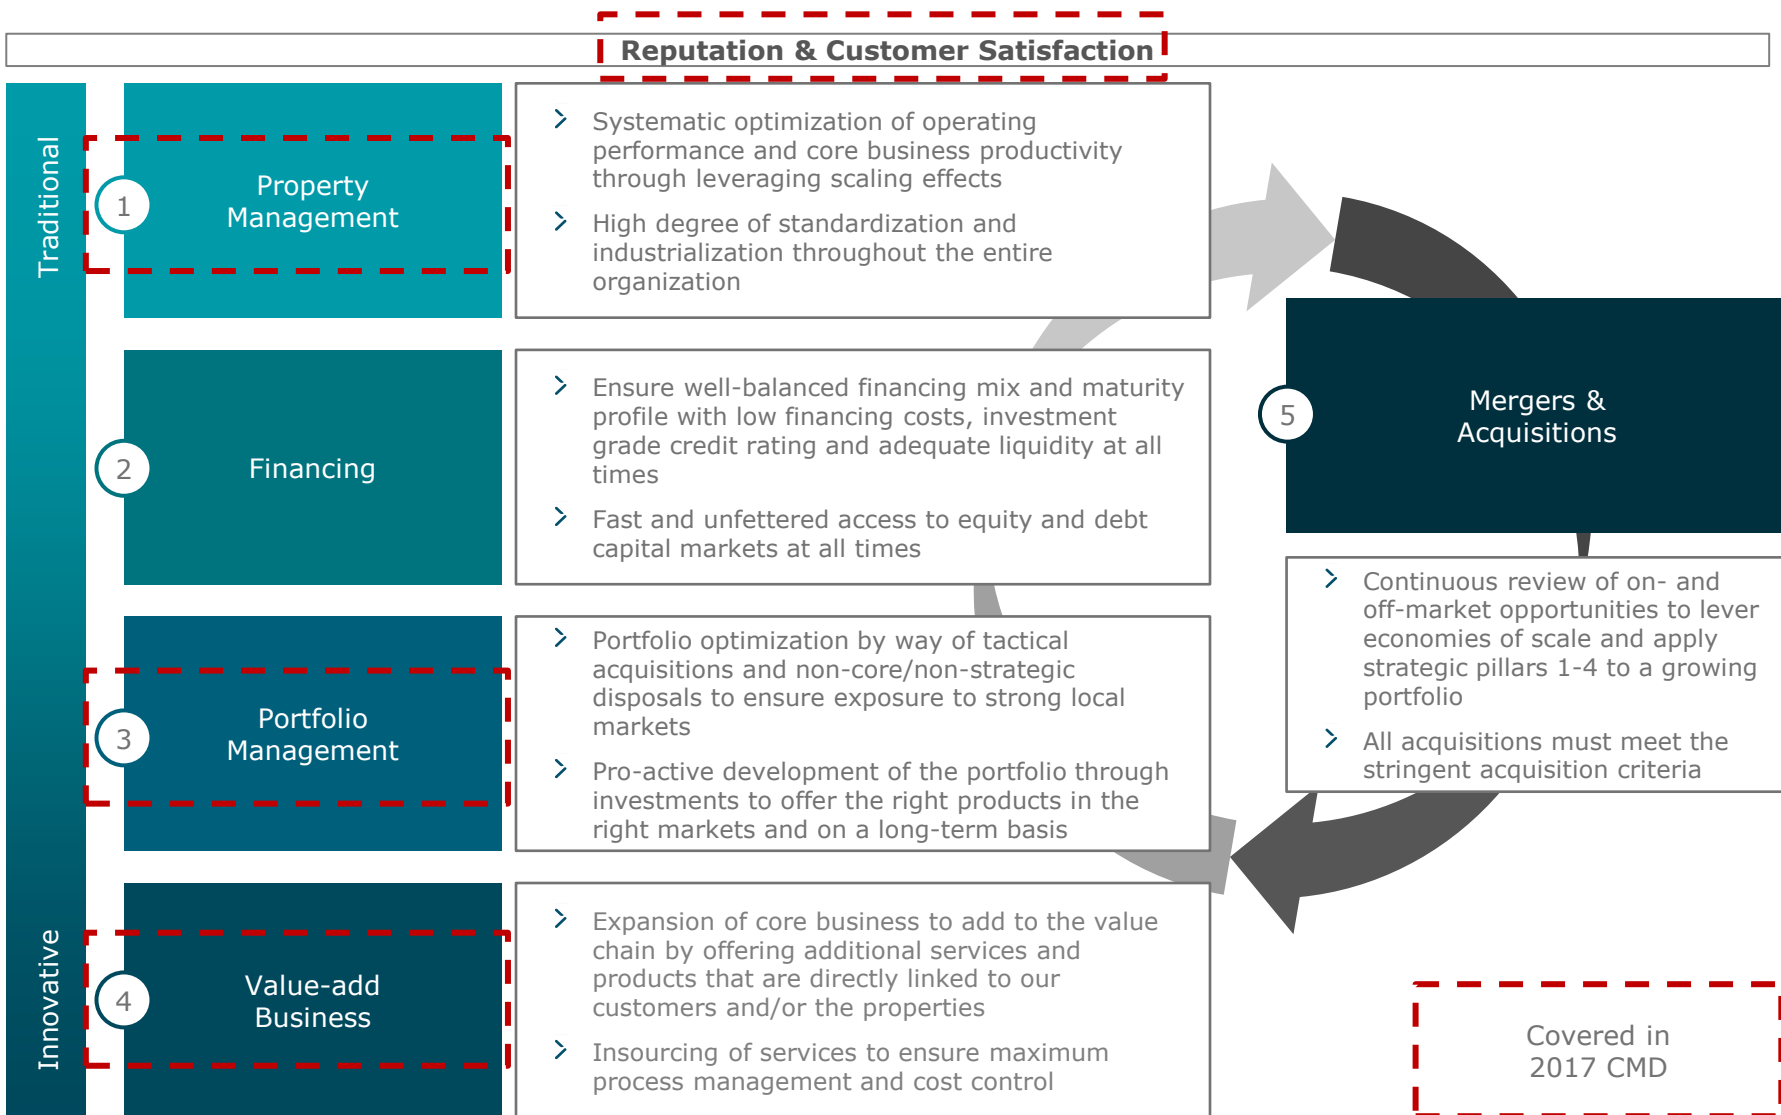 Reputation & Customer Satisfaction
Traditional
1
Property
Management
> Systematic optimization of operating
performance and core business productivity
through leveraging scaling effects
> High degree of standardization and
industrialization throughout the entire
organization
2
Financing
> Ensure well-balanced financing mix and maturity
profile with low financing costs, investment
grade credit rating and adequate liquidity at all
times
> Fast and unfettered access to equity and debt
capital markets at all times
3
Portfolio
Management
> Portfolio optimization by way of tactical
acquisitions and non-core/non-strategic
disposals to ensure exposure to strong local
markets
> Pro-active development of the portfolio through
investments to offer the right products in the
right markets and on a long-term basis
Innovative
4
Value-add
Business
> Expansion of core business to add to the value
chain by offering additional services and
products that are directly linked to our
customers and/or the properties
> Insourcing of services to ensure maximum
process management and cost control
5
Mergers &
Acquisitions
> Continuous review of on- and
off-market opportunities to lever
economies of scale and apply
strategic pillars 1-4 to a growing
portfolio
> All acquisitions must meet the
stringent acquisition criteria
Covered in
2017 CMD